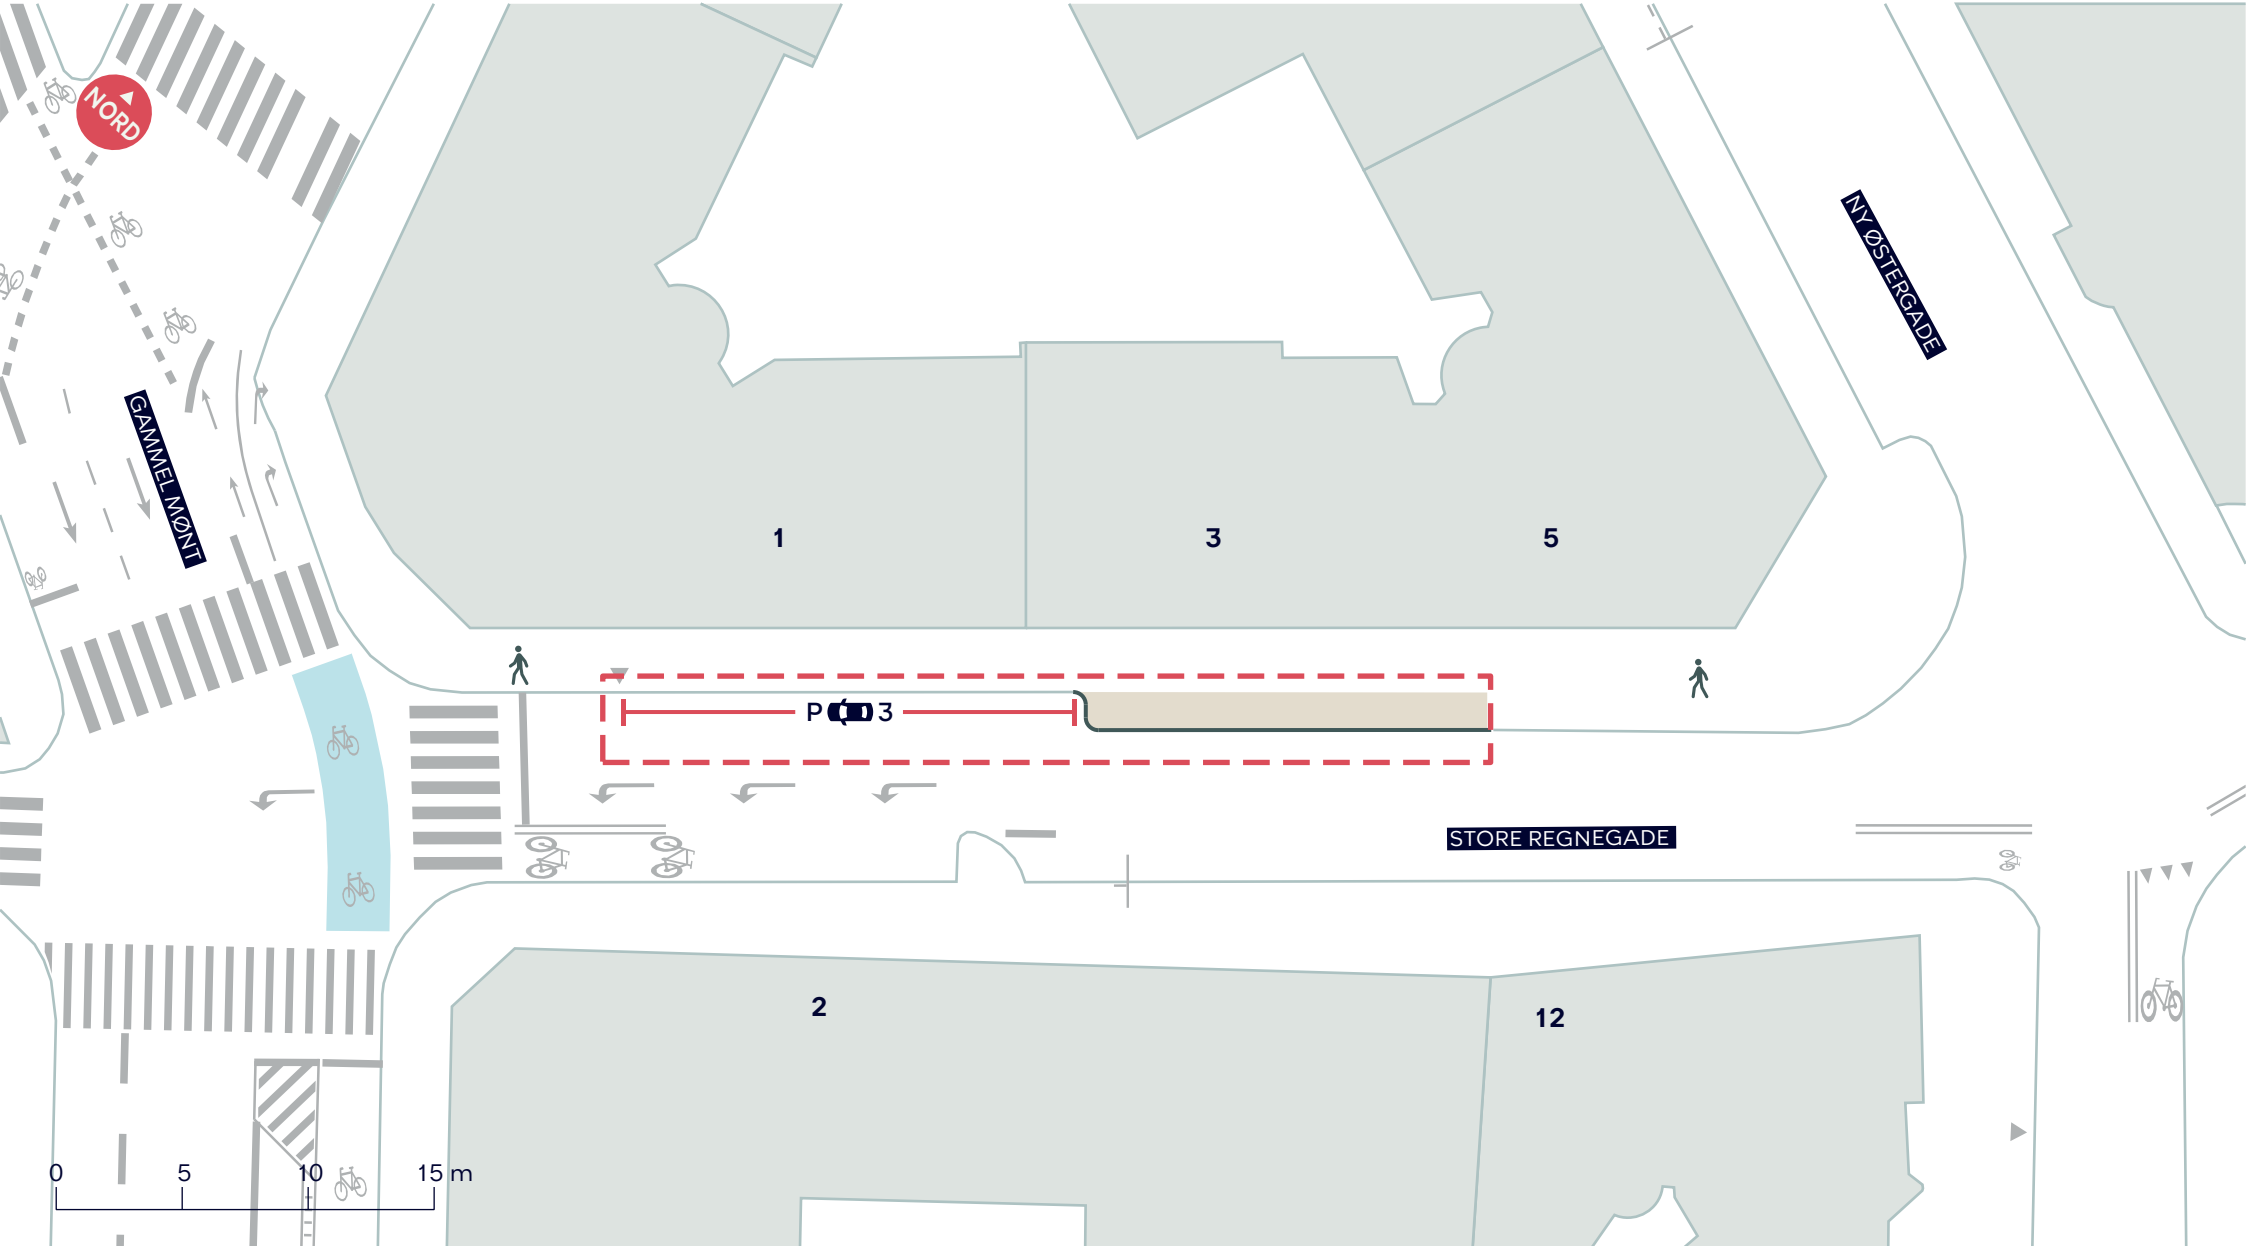 NORD
NY ØSTERGADE
GAMMEL MØNT
1
3
5
P 3
STORE REGNEGADE
2
12
0 5 10 15 m